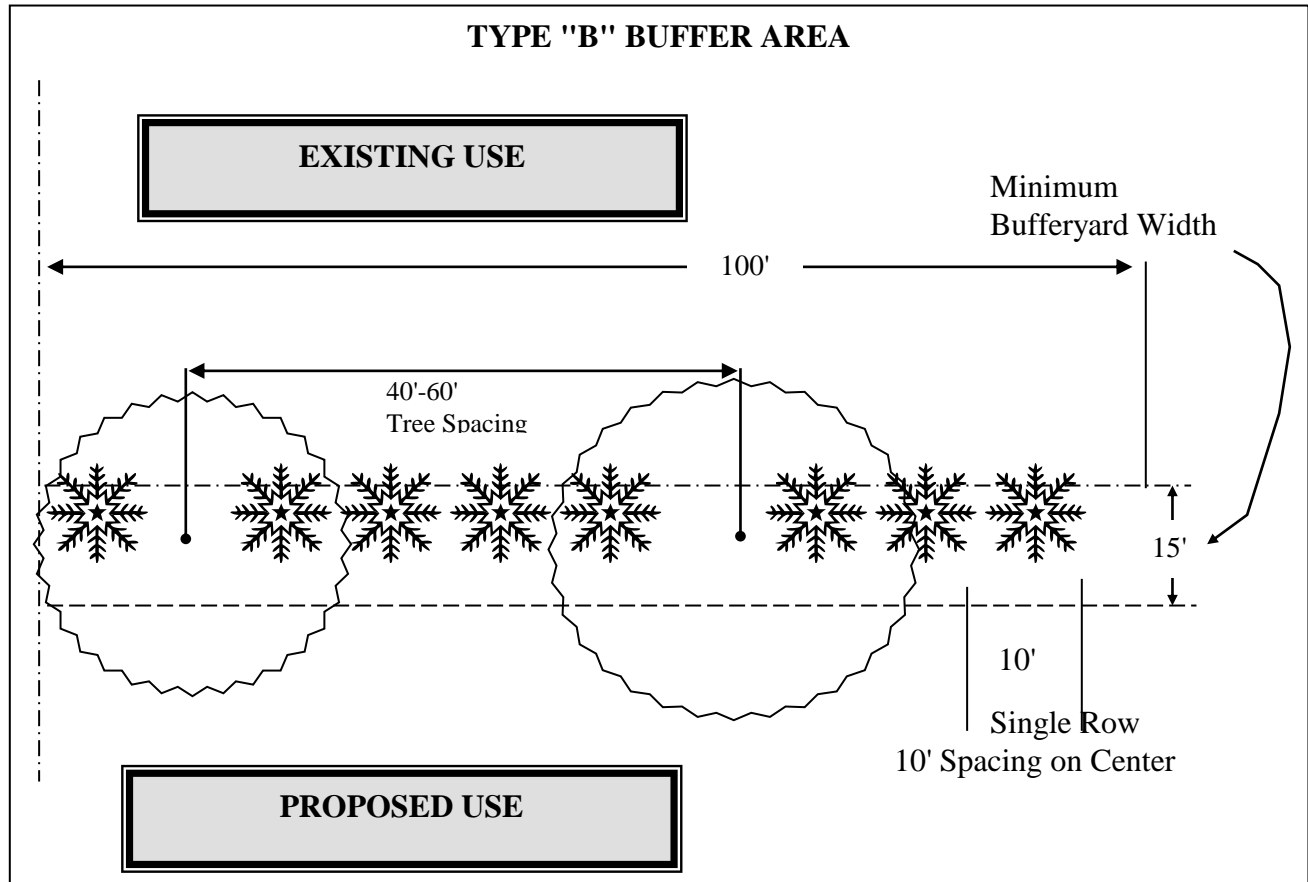 TYPE "B" BUFFER AREA
EXISTING USE
Minimum
Bufferyard Width
100'
40'-60'
Tree Spacing
15'
10'
Single Row
10' Spacing on Center
PROPOSED USE